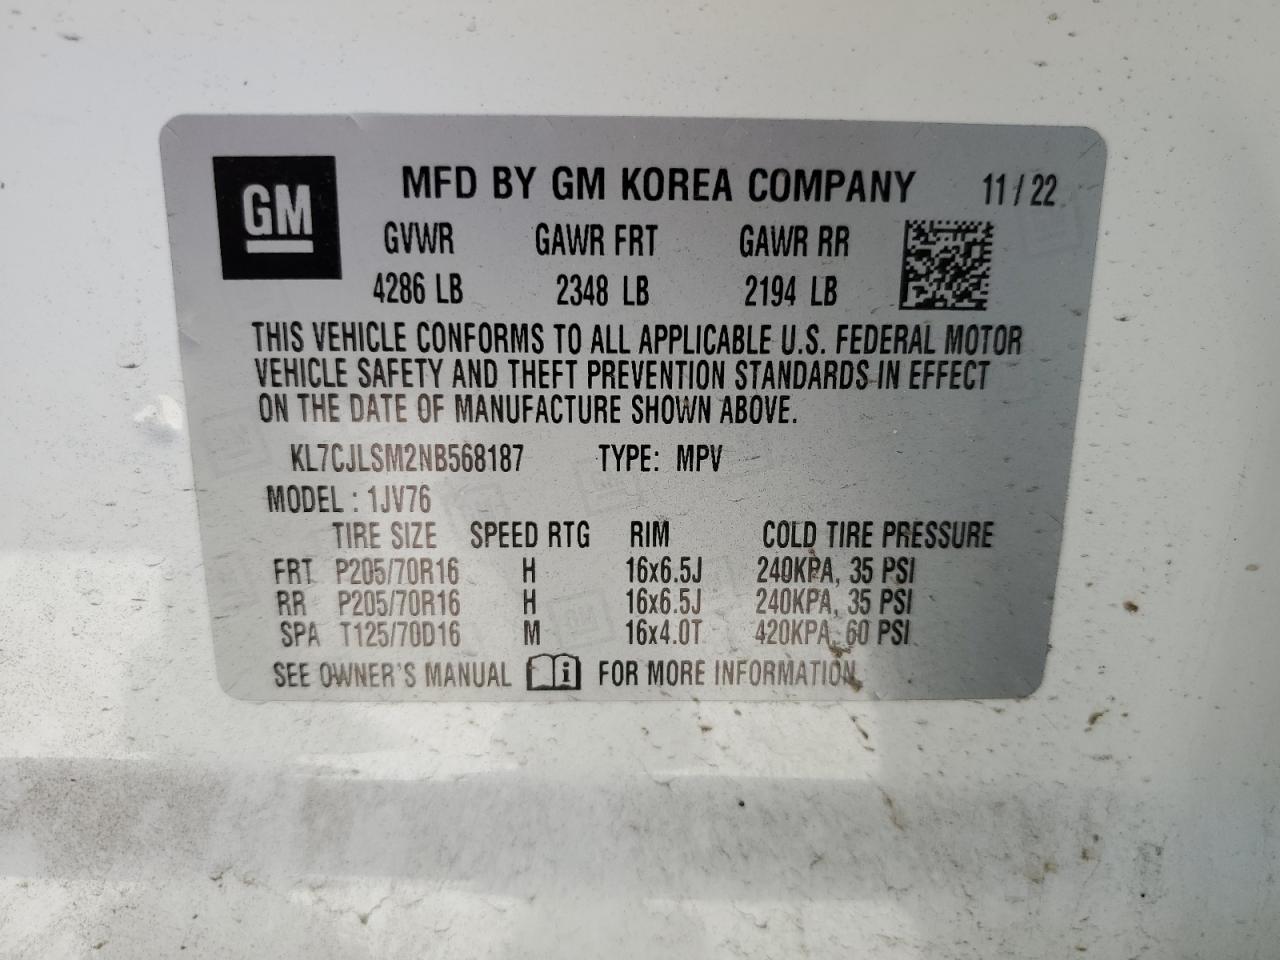 GM
MFD BY GM KOREA COMPANY 11/22
GVWR GAWR FRT GAWR RR
4286 LB 2348 LB 2194 LB
THIS VEHICLE CONFORMS TO ALL APPLICABLE U.S. FEDERAL MOTOR
VEHICLE SAFETY AND THEFT PREVENTION STANDARDS IN EFFECT
ON THE DATE OF MANUFACTURE SHOWN ABOVE.
KL7CJLSM2NB568187 TYPE: MPV
MODEL : 1JV76
TIRE SIZE SPEED RTG RIM COLD TIRE PRESSURE
FRT P205/70R16 H 16x6.5J 240KPA, 35 PSI
RR P205/70R16 H 16x6.5J 240KPA, 35 PSI
SPA T125/70D16 M 16x4.0T 420KPA, 60 PSI
SEE OWNER'S MANUAL i FOR MORE INFORMATION.